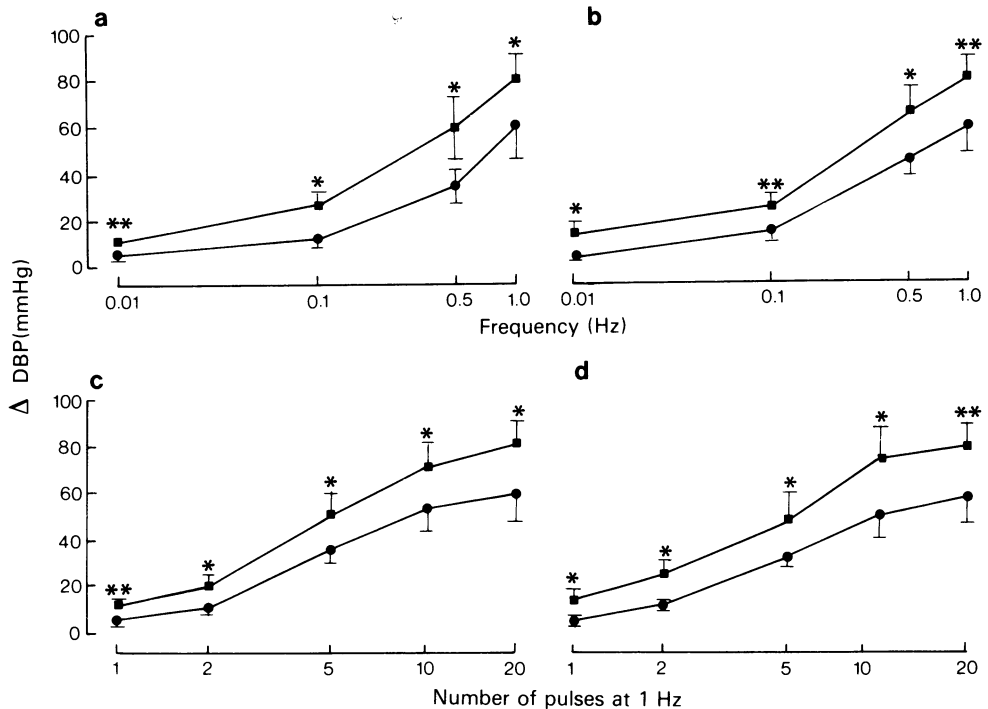 a
b
100
80
60
40
20
0
* * * * *
* ** * **
0.01 0.1 0.5 1.0
0.01 0.1 0.5 1.0
Frequency (Hz)
Δ DBP(mmHg)
c
d
100
80
60
40
20
0
** * * * *
* * * * **
1 2 5 10 20
1 2 5 10 20
Number of pulses at 1 Hz